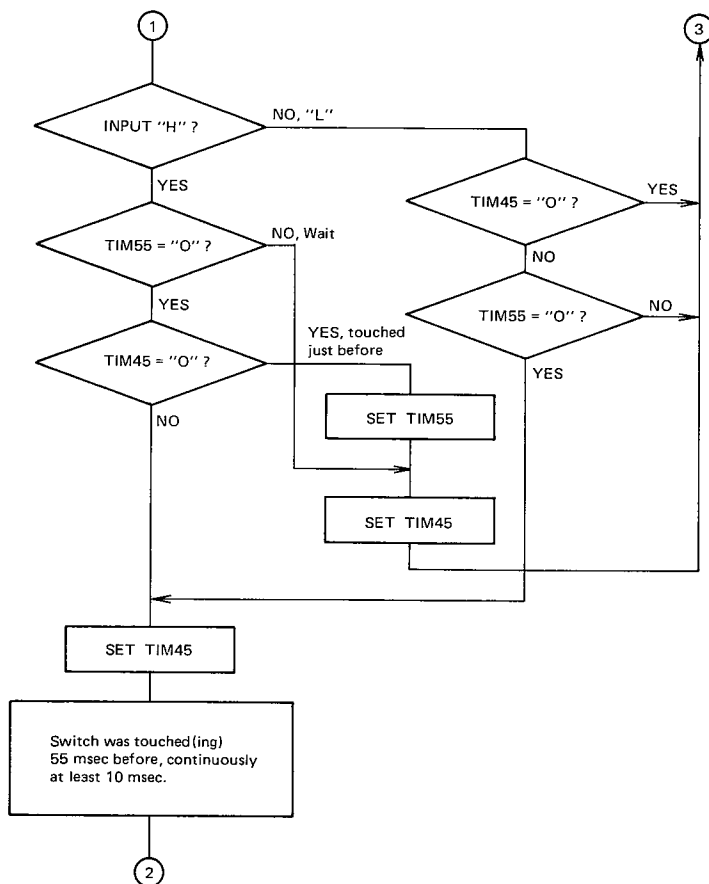 1
3
INPUT "H" ?
NO, "L"
YES
TIM45 = "O" ?
YES
NO
TIM55 = "O" ?
NO, Wait
YES
TIM55 = "O" ?
NO
YES
TIM45 = "O" ?
YES, touched
just before
NO
SET TIM55
SET TIM45
SET TIM45
Switch was touched(ing)
55 msec before, continuously
at least 10 msec.
2